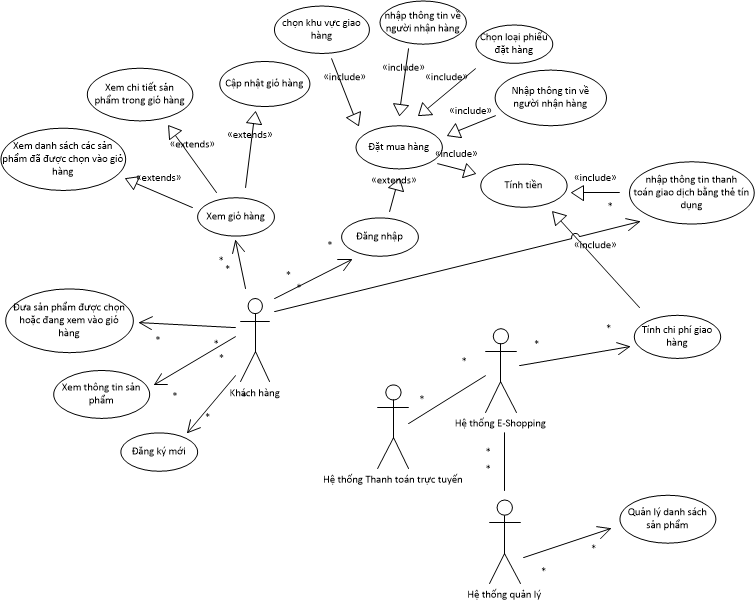 chọn khu vực giao
hàng
nhập thông tin về
người nhận hàng
Chọn loại phiếu
đặt hàng
Xem chi tiết sản
phẩm trong giỏ hàng
Cập nhật giỏ hàng
«include»
«include»
«include»
Nhập thông tin về
người nhận hàng
«include»
Xem danh sách các sản
phẩm đã được chọn vào giỏ
hàng
«extends»
«extends»
«extends»
Đặt mua hàng
«include»
«extends»
Tính tiền
«include»
nhập thông tin thanh
toán giao dịch bằng thẻ tín
dụng
*
Xem giỏ hàng
Đăng nhập
«include»
*
*
*
*
*
Đưa sản phẩm được chọn
hoặc đang xem vào giỏ
hàng
*
*
*
Xem thông tin sản
phẩm
*
Khách hàng
*
Đăng ký mới
Tính chi phí giao
hàng
*
*
*
*
Hệ thống E-Shopping
Hệ thống Thanh toán trực tuyến
*
*
Quản lý danh sách
sản phẩm
*
*
Hệ thống quản lý